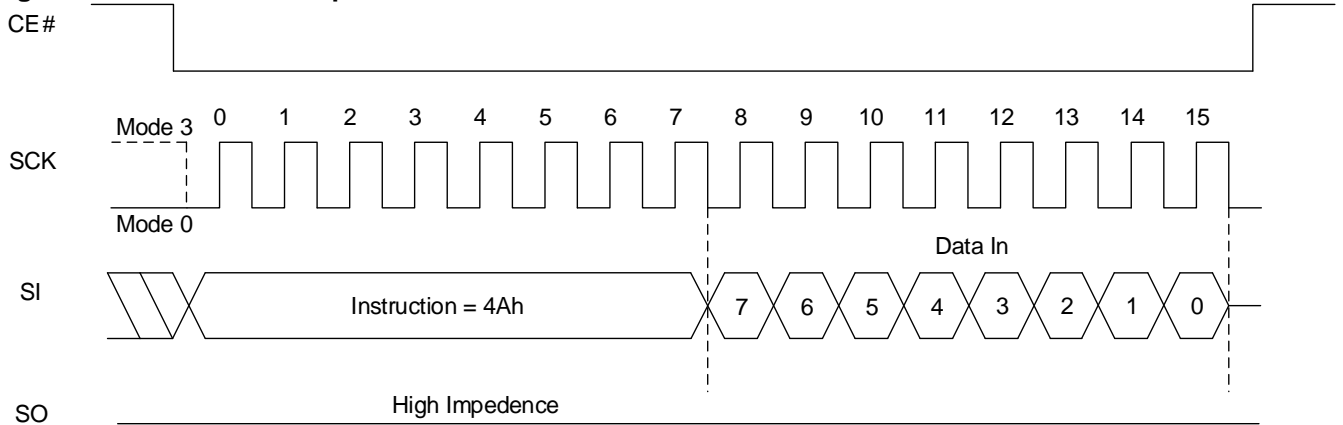 CE#
Mode 3 0 1 2 3 4 5 6 7 8 9 10 11 12 13 14 15
SCK
Mode 0
Data In
SI
Instruction = 4Ah 7 6 5 4 3 2 1 0
High Impedence
SO